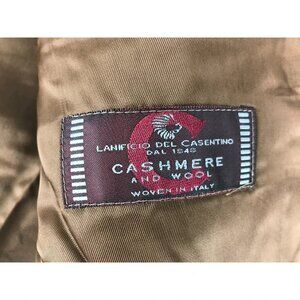 LANIFICIO DEL CASENTINO
DAL 1848
CASHMERE
AND WOOL
WOVEN IN ITALY